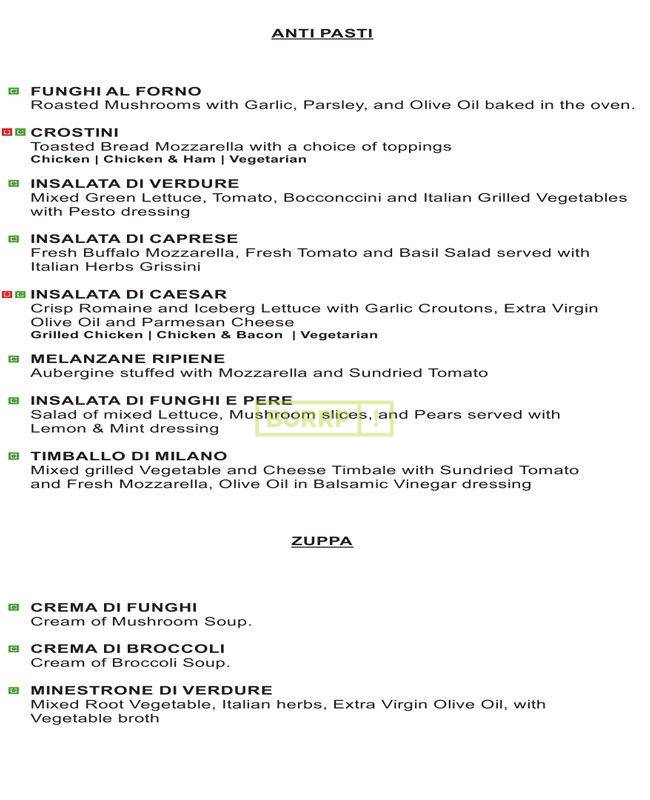 ANTI PASTI
FUNGHI AL FORNO
Roasted Mushrooms with Garlic, Parsley, and Olive Oil baked in the oven.
CROSTINI
Toasted Bread Mozzarella with a choice of toppings
Chicken | Chicken & Ham | Vegetarian
INSALATA DI VERDURE
Mixed Green Lettuce, Tomato, Bocconccini and Italian Grilled Vegetables
with Pesto dressing
INSALATA DI CAPRESE
Fresh Buffalo Mozzarella, Fresh Tomato and Basil Salad served with
Italian Herbs Grissini
INSALATA DI CAESAR
Crisp Romaine and Iceberg Lettuce with Garlic Croutons, Extra Virgin
Olive Oil and Parmesan Cheese
Grilled Chicken | Chicken & Bacon | Vegetarian
MELANZANE RIPIENE
Aubergine stuffed with Mozzarella and Sundried Tomato
INSALATA DI FUNGHI E PERE
Salad of mixed Lettuce, Mushroom slices, and Pears served with
Lemon & Mint dressing
BURRP!
TIMBALLO DI MILANO
Mixed grilled Vegetable and Cheese Timbale with Sundried Tomato
and Fresh Mozzarella, Olive Oil in Balsamic Vinegar dressing
ZUPPA
CREMA DI FUNGHI
Cream of Mushroom Soup.
CREMA DI BROCCOLI
Cream of Broccoli Soup.
MINESTRONE DI VERDURE
Mixed Root Vegetable, Italian herbs, Extra Virgin Olive Oil, with
Vegetable broth